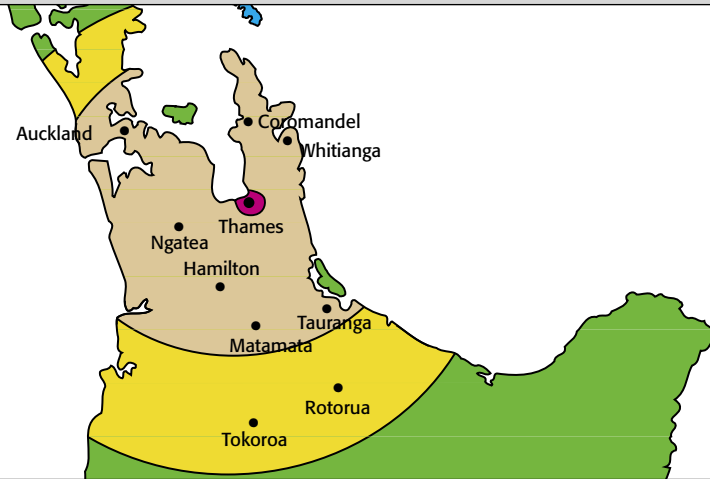 Auckland
Coromandel
Whitianga
Thames
Ngatea
Hamilton
Tauranga
Matamata
Rotorua
Tokoroa